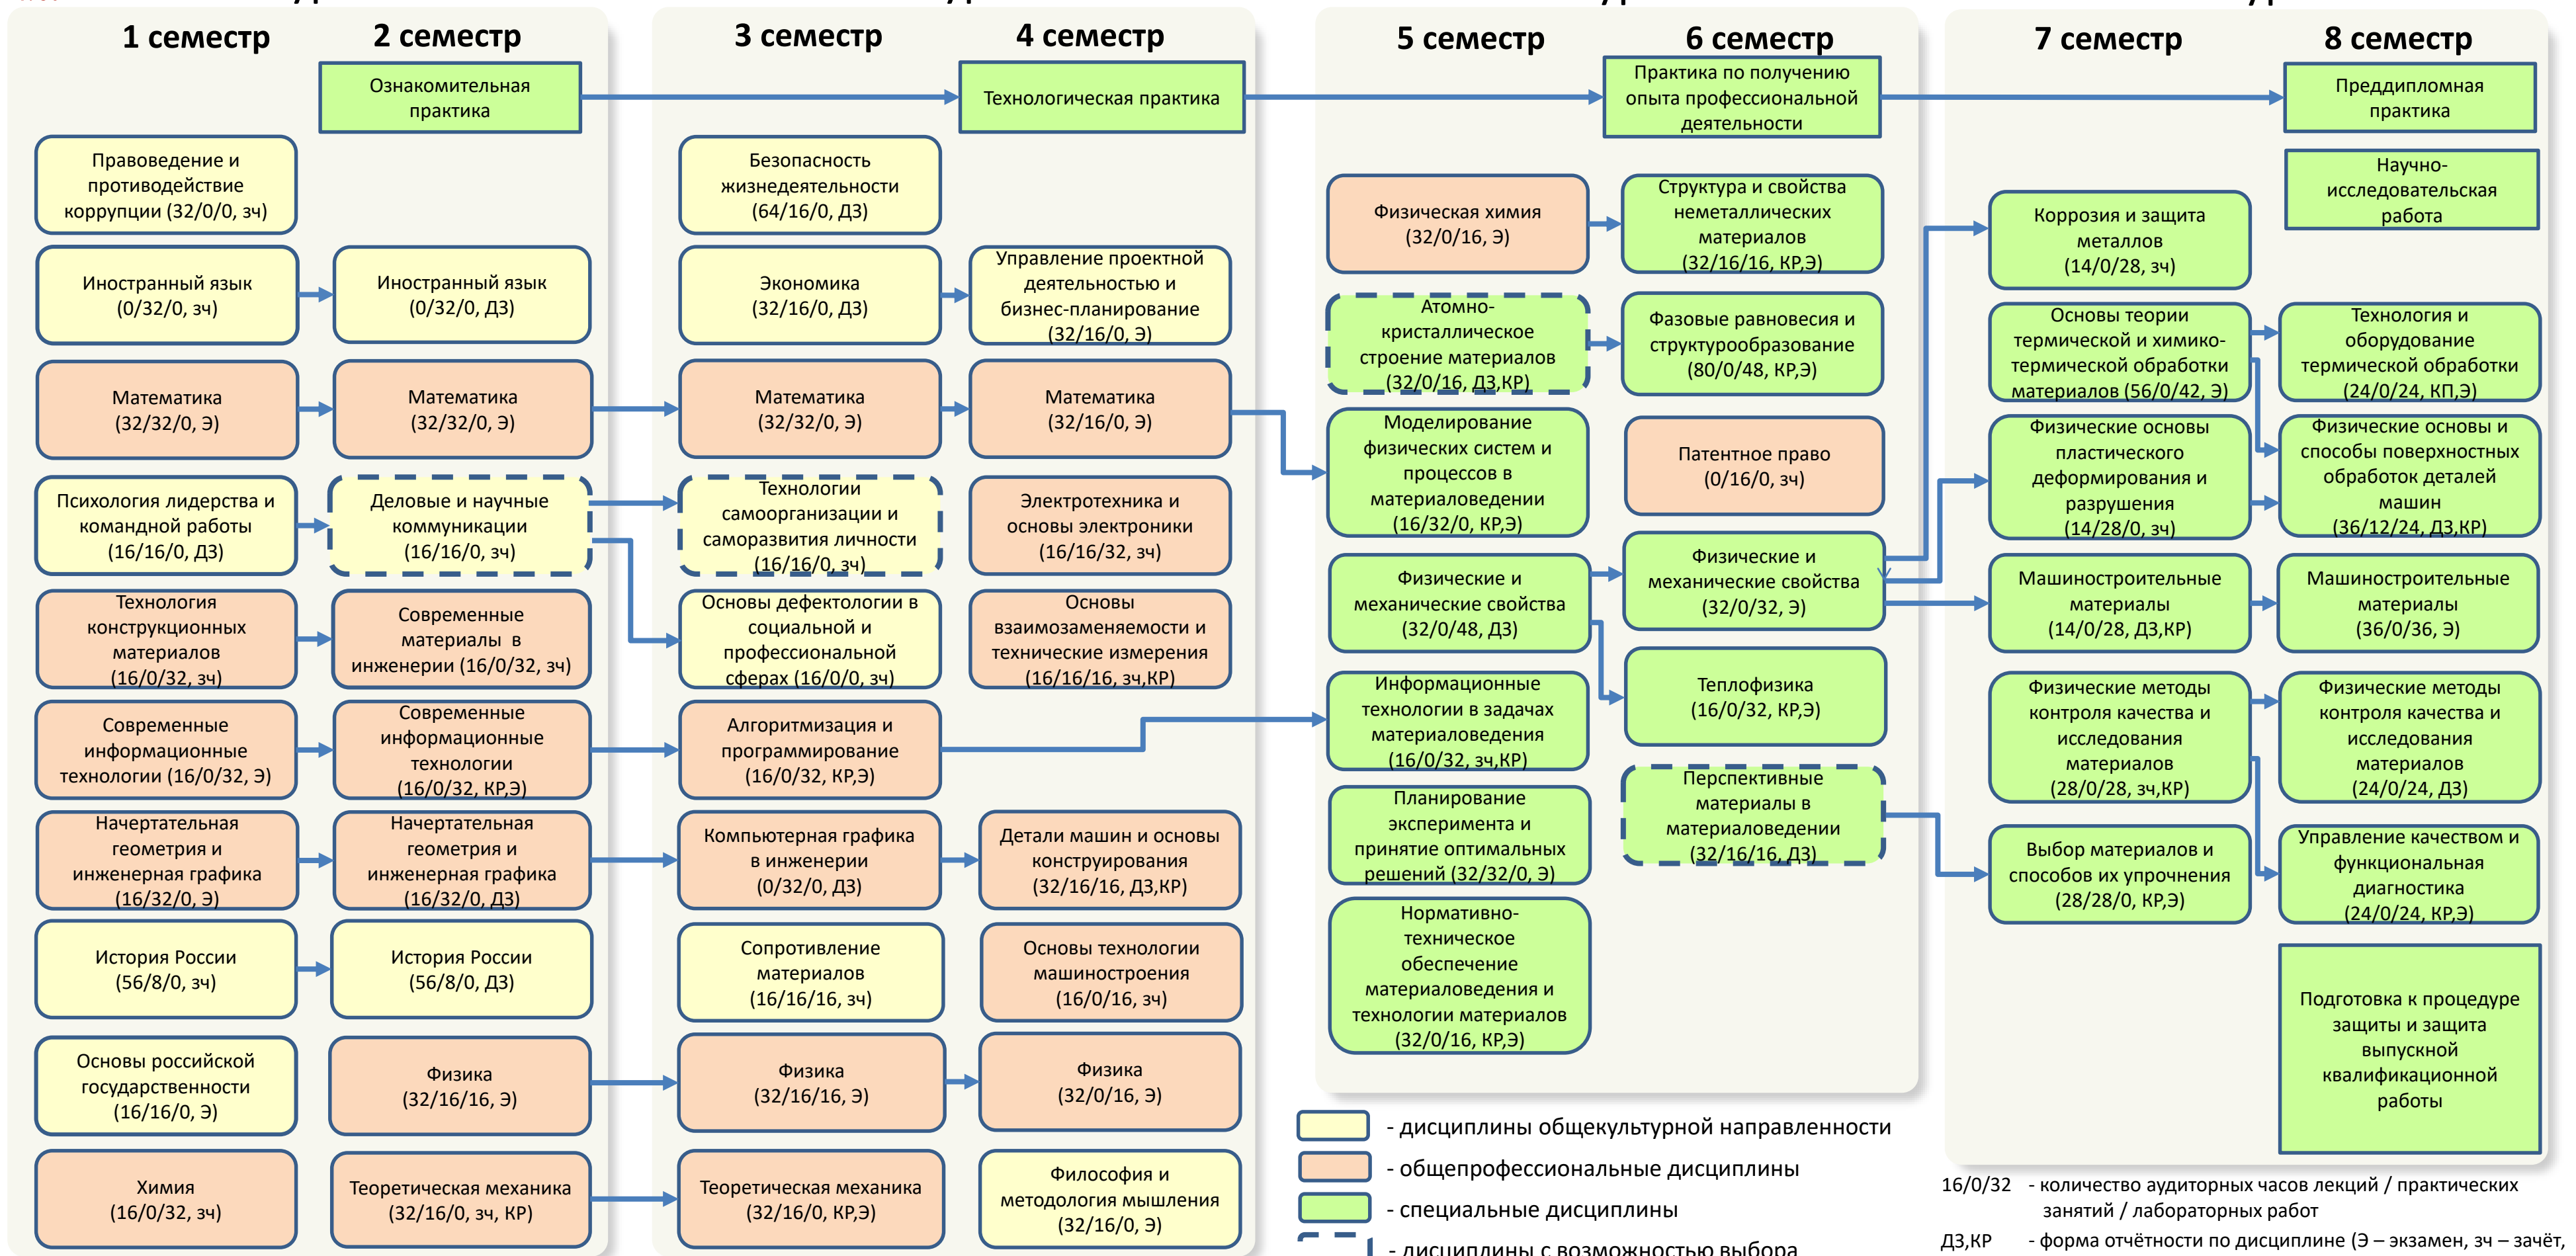 1 семестр
2 семестр
3 семестр
4 семестр
5 семестр
6 семестр
7 семестр
8 семестр
Ознакомительная
практика
Технологическая практика
Практика по получению
опыта профессиональной
деятельности
Преддипломная
практика
Правоведение и
противодействие
коррупции (32/0/0, зч)
Иностранный язык
(0/32/0, зч)
Математика
(32/32/0, Э)
Психология лидерства и
командной работы
(16/16/0, ДЗ)
Технология
конструкционных
материалов
(16/0/32, зч)
Современные
информационные
технологии (16/0/32, Э)
Начертательная
геометрия и
инженерная графика
(16/32/0, Э)
История России
(56/8/0, зч)
Основы российской
государственности
(16/16/0, Э)
Химия
(16/0/32, зч)
Иностранный язык
(0/32/0, ДЗ)
Математика
(32/32/0, Э)
Деловые и научные
коммуникации
(16/16/0, зч)
Современные
материалы в
инженерии (16/0/32, зч)
Современные
информационные
технологии
(16/0/32, КР,Э)
Начертательная
геометрия и
инженерная графика
(16/32/0, ДЗ)
История России
(56/8/0, ДЗ)
Физика
(32/16/16, Э)
Теоретическая механика
(32/16/0, зч, КР)
Безопасность
жизнедеятельности
(64/16/0, ДЗ)
Экономика
(32/16/0, ДЗ)
Математика
(32/32/0, Э)
Технологии
самоорганизации и
саморазвития личности
(16/16/0, зч)
Основы дефектологии в
социальной и
профессиональной
сферах (16/0/0, зч)
Алгоритмизация и
программирование
(16/0/32, КР,Э)
Компьютерная графика
в инженерии
(0/32/0, ДЗ)
Сопротивление
материалов
(16/16/16, зч)
Физика
(32/16/16, Э)
Теоретическая механика
(32/16/0, КР,Э)
Управление проектной
деятельностью и
бизнес-планирование
(32/16/0, Э)
Математика
(32/16/0, Э)
Электротехника и
основы электроники
(16/16/32, зч)
Основы
взаимозаменяемости и
технические измерения
(16/16/16, зч,КР)
Детали машин и основы
конструирования
(32/16/16, ДЗ,КР)
Основы технологии
машиностроения
(16/0/16, зч)
Физика
(32/0/16, Э)
Философия и
методология мышления
(32/16/0, Э)
Физическая химия
(32/0/16, Э)
Атомно-
кристаллическое
строение материалов
(32/0/16, ДЗ,КР)
Моделирование
физических систем и
процессов в
материаловедении
(16/32/0, КР,Э)
Физические и
механические свойства
(32/0/48, ДЗ)
Информационные
технологии в задачах
материаловедения
(16/0/32, зч,КР)
Планирование
эксперимента и
принятие оптимальных
решений (32/32/0, Э)
Нормативно-
техническое
обеспечение
материаловедения и
технологии материалов
(32/0/16, КР,Э)
Структура и свойства
неметаллических
материалов
(32/16/16, КР,Э)
Фазовые равновесия и
структурообразование
(80/0/48, КР,Э)
Патентное право
(0/16/0, зч)
Физические и
механические свойства
(32/0/32, Э)
Теплофизика
(16/0/32, КР,Э)
Перспективные
материалы в
материаловедении
(32/16/16, ДЗ)
Коррозия и защита
металлов
(14/0/28, зч)
Основы теории
термической и химико-
термической обработки
материалов (56/0/42, Э)
Физические основы
пластического
деформирования и
разрушения
(14/28/0, зч)
Машиностроительные
материалы
(14/0/28, ДЗ,КР)
Физические методы
контроля качества и
исследования
материалов
(28/0/28, зч,КР)
Выбор материалов и
способов их упрочнения
(28/28/0, КР,Э)
Научно-
исследовательская
работа
Технология и
оборудование
термической обработки
(24/0/24, КП,Э)
Физические основы и
способы поверхностных
обработок деталей
машин
(36/12/24, ДЗ,КР)
Машиностроительные
материалы
(36/0/36, Э)
Физические методы
контроля качества и
исследования
материалов
(24/0/24, ДЗ)
Управление качеством и
функциональная
диагностика
(24/0/24, КР,Э)
Подготовка к процедуре
защиты и защита
выпускной
квалификационной
работы
- дисциплины общекультурной направленности
- общепрофессиональные дисциплины
- специальные дисциплины
- дисциплины с возможностью выбора
16/0/32 - количество аудиторных часов лекций / практических
занятий / лабораторных работ
ДЗ,КР - форма отчётности по дисциплине (Э – экзамен, зч – зачёт,